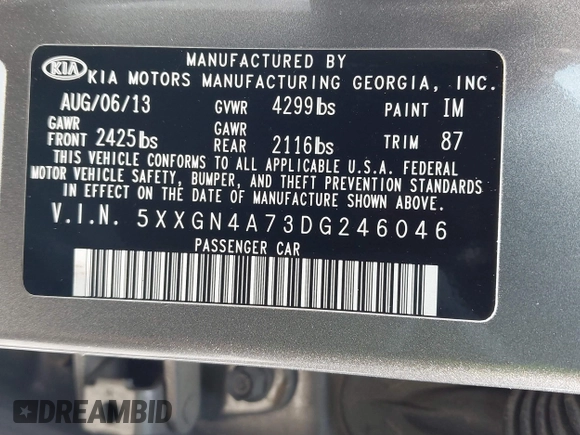 MANUFACTURED BY
KIA KIA MOTORS MANUFACTURING GEORGIA, INC.
AUG/06/13 GVWR 4299lbs PAINT IM
GAWR FRONT 2425lbs GAWR REAR 2116lbs TRIM 87
THIS VEHICLE CONFORMS TO ALL APPLICABLE U.S.A. FEDERAL
MOTOR VEHICLE SAFETY, BUMPER, AND THEFT PREVENTION STANDARDS
IN EFFECT ON THE DATE OF MANUFACTURE SHOWN ABOVE.
V.I.N. 5XXGN4A73DG246046
PASSENGER CAR
DREAMBID